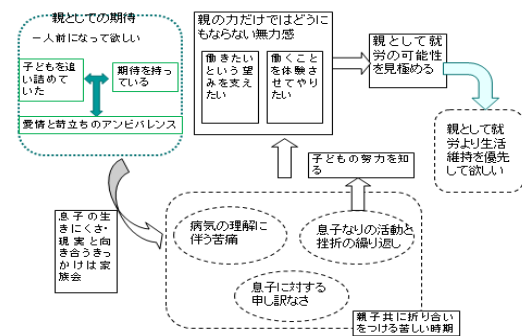 親としての期待
一人前になって欲しい
子どもを追
い詰めて
いた
期待を持っ
ている
愛情と苛立ちのアンビバレンス
親の力だけではどうに
もならない無力感
働きたい
という望
みを支え
たい
働くこと
を体験さ
せてやり
たい
親として就
労の可能性
を見極める
親として就
労より生活
維持を優先
して欲しい
子どもの努力を知
る
息子の生
きにくさ・
現実と向
き合うきっ
かけは家
族会
病気の理解に
伴う苦痛
息子なりの活動と
挫折の繰り返し
息子に対する
申し訳なさ
親子共に折り合い
をつける苦しい時期